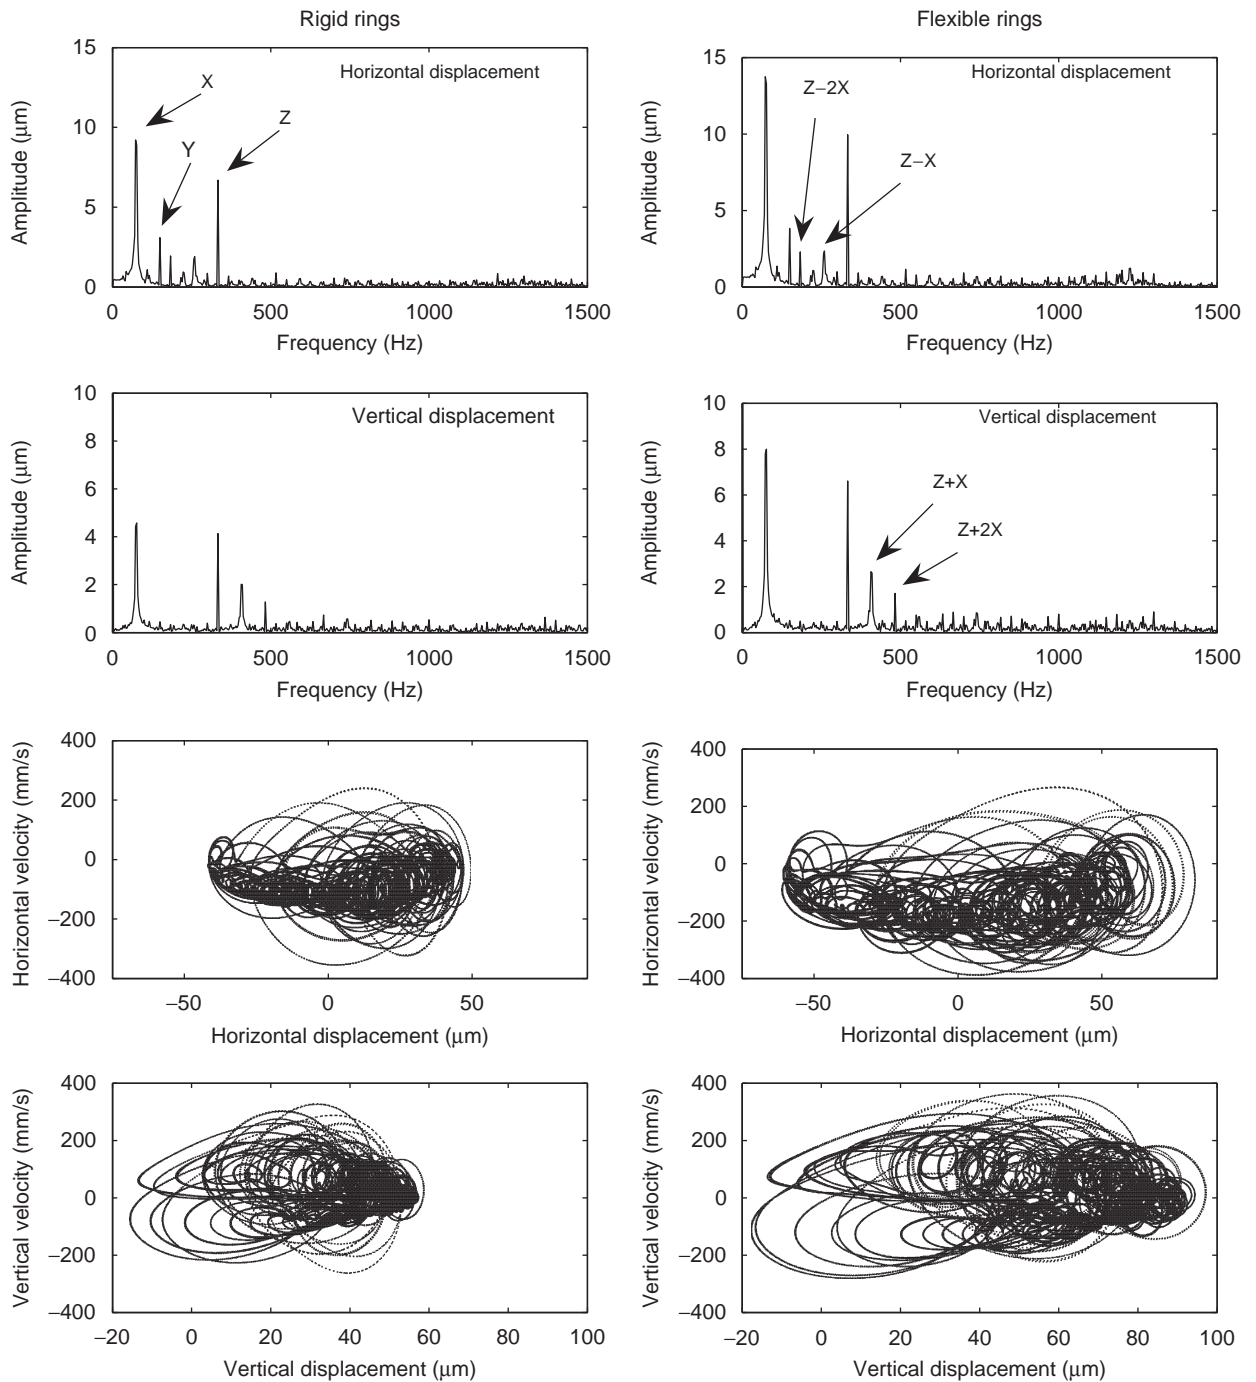 Rigid rings
Flexible rings
15
10
5
0
Amplitude (μm)
Horizontal displacement
X
Y
Z
0 500 1000 1500
Frequency (Hz)
15
10
5
0
Amplitude (μm)
Horizontal displacement
Z−2X
Z−X
0 500 1000 1500
Frequency (Hz)
10
8
6
4
2
0
Amplitude (μm)
Vertical displacement
0 500 1000 1500
Frequency (Hz)
10
8
6
4
2
0
Amplitude (μm)
Vertical displacement
Z+X
Z+2X
0 500 1000 1500
Frequency (Hz)
400
200
0
−200
−400
Horizontal velocity (mm/s)
−50 0 50
Horizontal displacement (μm)
400
200
0
−200
−400
Horizontal velocity (mm/s)
−50 0 50
Horizontal displacement (μm)
400
200
0
−200
−400
Vertical velocity (mm/s)
−20 0 20 40 60 80 100
Vertical displacement (μm)
400
200
0
−200
−400
Vertical velocity (mm/s)
−20 0 20 40 60 80 100
Vertical displacement (μm)